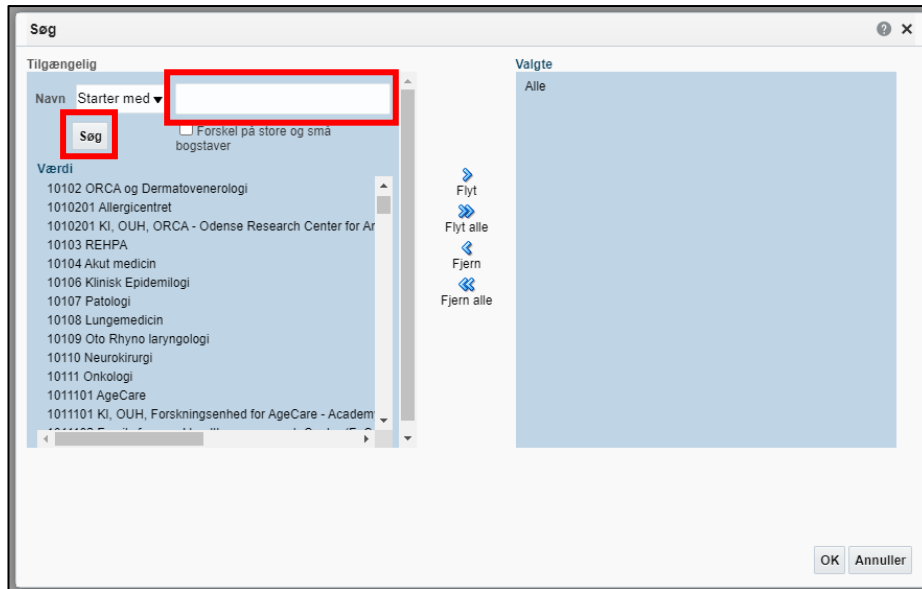 Søg
Tilgængelig
Navn Starter med
Søg
Forskel på store og små
bogstaver
Værdi
10102 ORCA og Dermatovenerologi
1010201 Allergicentret
1010201 KI, OUH, ORCA - Odense Research Center for Ar
10103 REHPA
10104 Akut medicin
10106 Klinisk Epidemilogi
10107 Patologi
10108 Lungemedicin
10109 Oto Rhyno laryngologi
10110 Neurokirurgi
10111 Onkologi
1011101 AgeCare
1011101 KI, OUH, Forskningsenhed for AgeCare - Academ
Flyt
Flyt alle
Fjern
Fjern alle
Valgte
Alle
OK Annuller